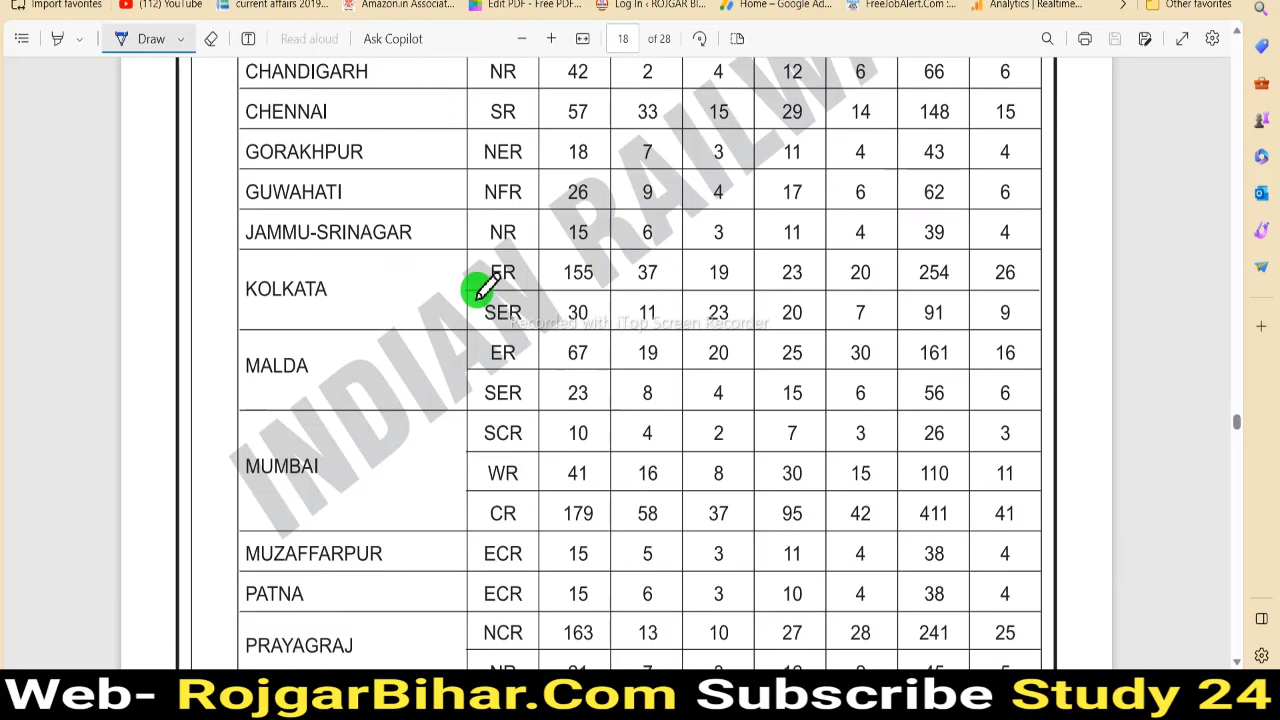 Import favorites (112) YouTube current affairs 2019... Amazon.in Associat... Edit PDF - Free PDF... Log In ‹ ROJGAR BI... Home – Google Ad... FreeJobAlert.Com :... Analytics | Realtime... Other favorites
Draw Read aloud Ask Copilot 18 of 28
CHANDIGARH NR 42 2 4 12 6 66 6
CHENNAI SR 57 33 15 29 14 148 15
GORAKHPUR NER 18 7 3 11 4 43 4
GUWAHATI NFR 26 9 4 17 6 62 6
JAMMU-SRINAGAR NR 15 6 3 11 4 39 4
KOLKATA ER 155 37 19 23 20 254 26
SER 30 11 23 20 7 91 9
Recorded with iTop Screen Recorder
MALDA ER 67 19 20 25 30 161 16
SER 23 8 4 15 6 56 6
MUMBAI SCR 10 4 2 7 3 26 3
WR 41 16 8 30 15 110 11
CR 179 58 37 95 42 411 41
MUZAFFARPUR ECR 15 5 3 11 4 38 4
PATNA ECR 15 6 3 10 4 38 4
PRAYAGRAJ NCR 163 13 10 27 28 241 25
INDIAN RAILW
Web- RojgarBihar.Com Subscribe Study 24